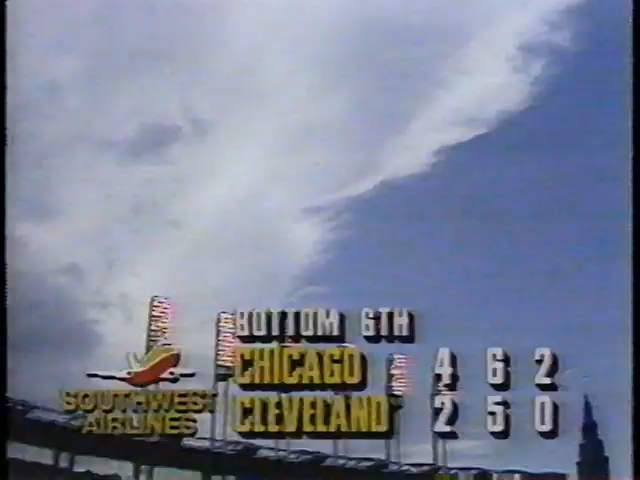 BOTTOM 6TH
CHICAGO 4 6 2
CLEVELAND 2 5 0
SOUTHWEST
AIRLINES